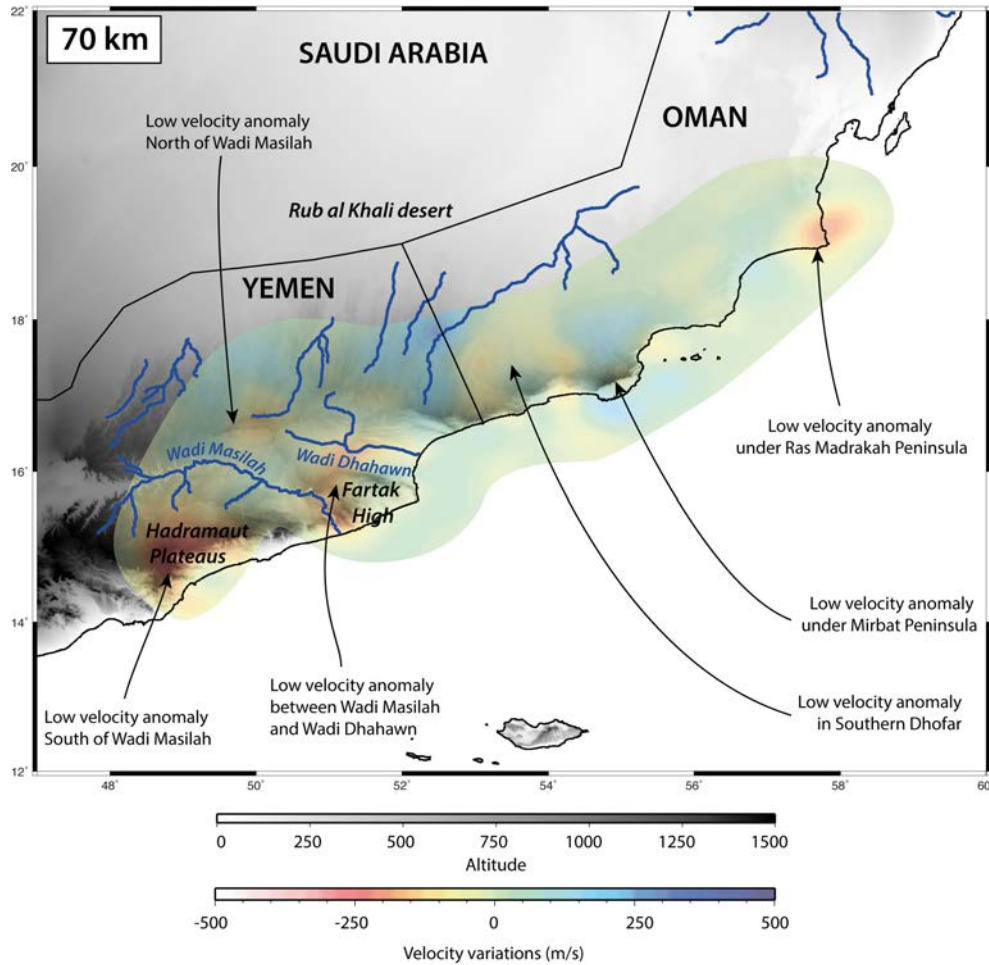 70 km
SAUDI ARABIA
OMAN
Low velocity anomaly
North of Wadi Masilah
Rub al Khali desert
YEMEN
Wadi Masilah
Wadi Dhahawn
Fartak
High
Hadramaut
Plateaus
Low velocity anomaly
under Ras Madrakah Peninsula
Low velocity anomaly
under Mirbat Peninsula
Low velocity anomaly
in Southern Dhofar
Low velocity anomaly
between Wadi Masilah
and Wadi Dhahawn
Low velocity anomaly
South of Wadi Masilah
22°
20°
18°
16°
14°
12°
48° 50° 52° 54° 56° 58° 60
0 250 500 750 1000 1250 1500
Altitude
-500 -250 0 250 500
Velocity variations (m/s)